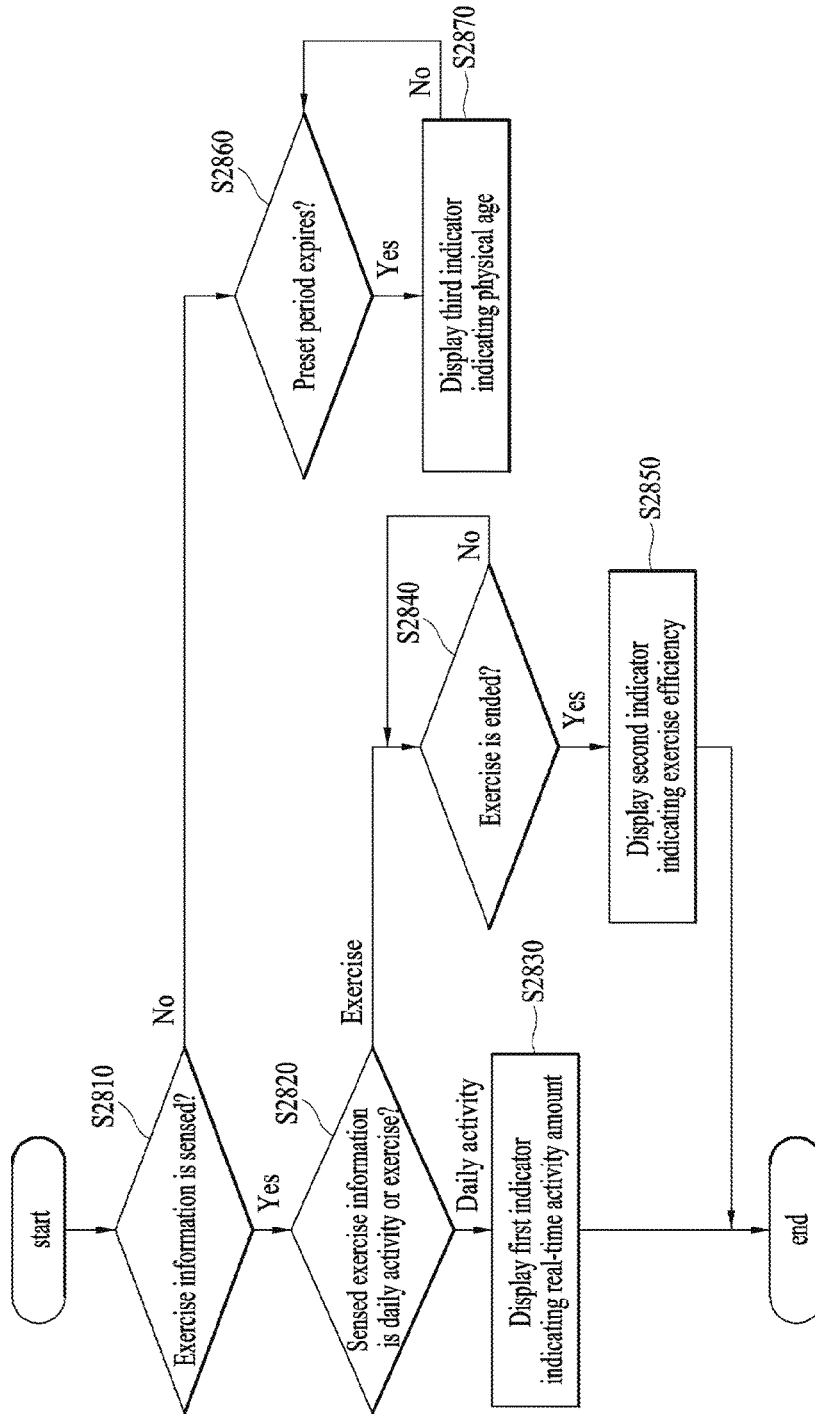 start
S2810
Exercise information is sensed?
No
Yes
S2820
Sensed exercise information
is daily activity or exercise?
Exercise
Daily activity
S2830
Display first indicator
indicating real-time activity amount
end
S2840
Exercise is ended?
No
Yes
S2850
Display second indicator
indicating exercise efficiency
S2860
Preset period expires?
Yes
No
S2870
Display third indicator
indicating physical age